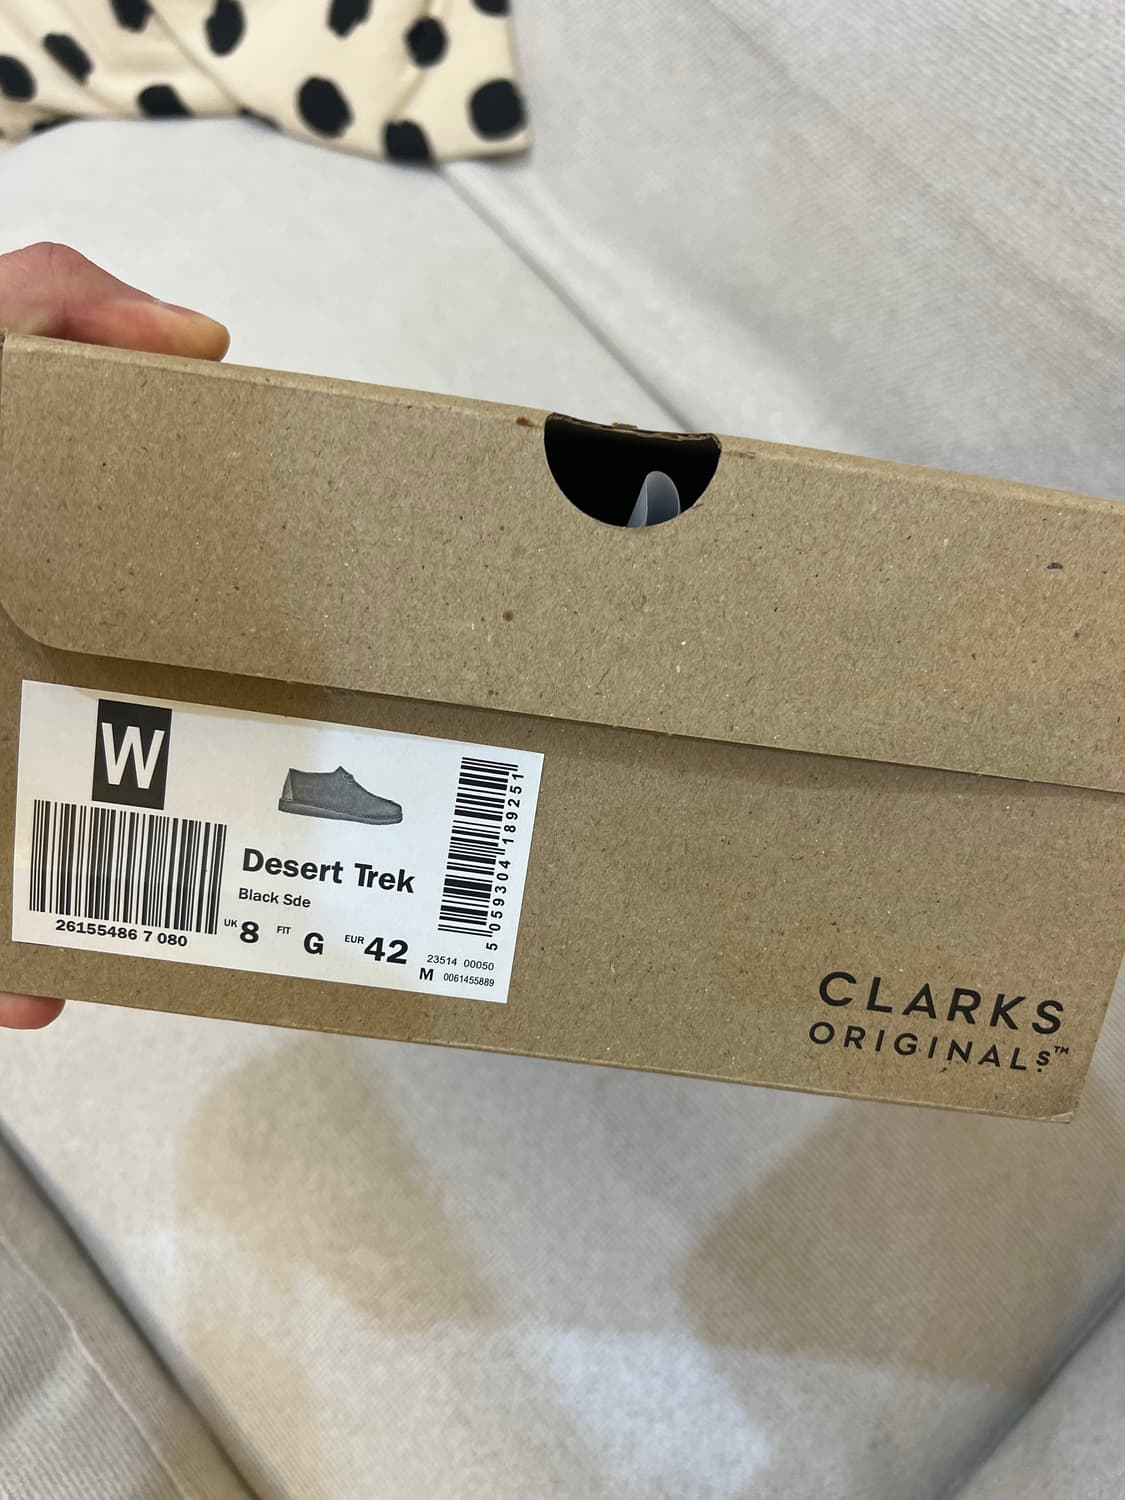 W
26155486 7 080
Desert Trek
Black Sde
UK 8 FIT G EUR 42
5 059304 189251
23514 00050
M 0061455889
CLARKS
ORIGINALS™